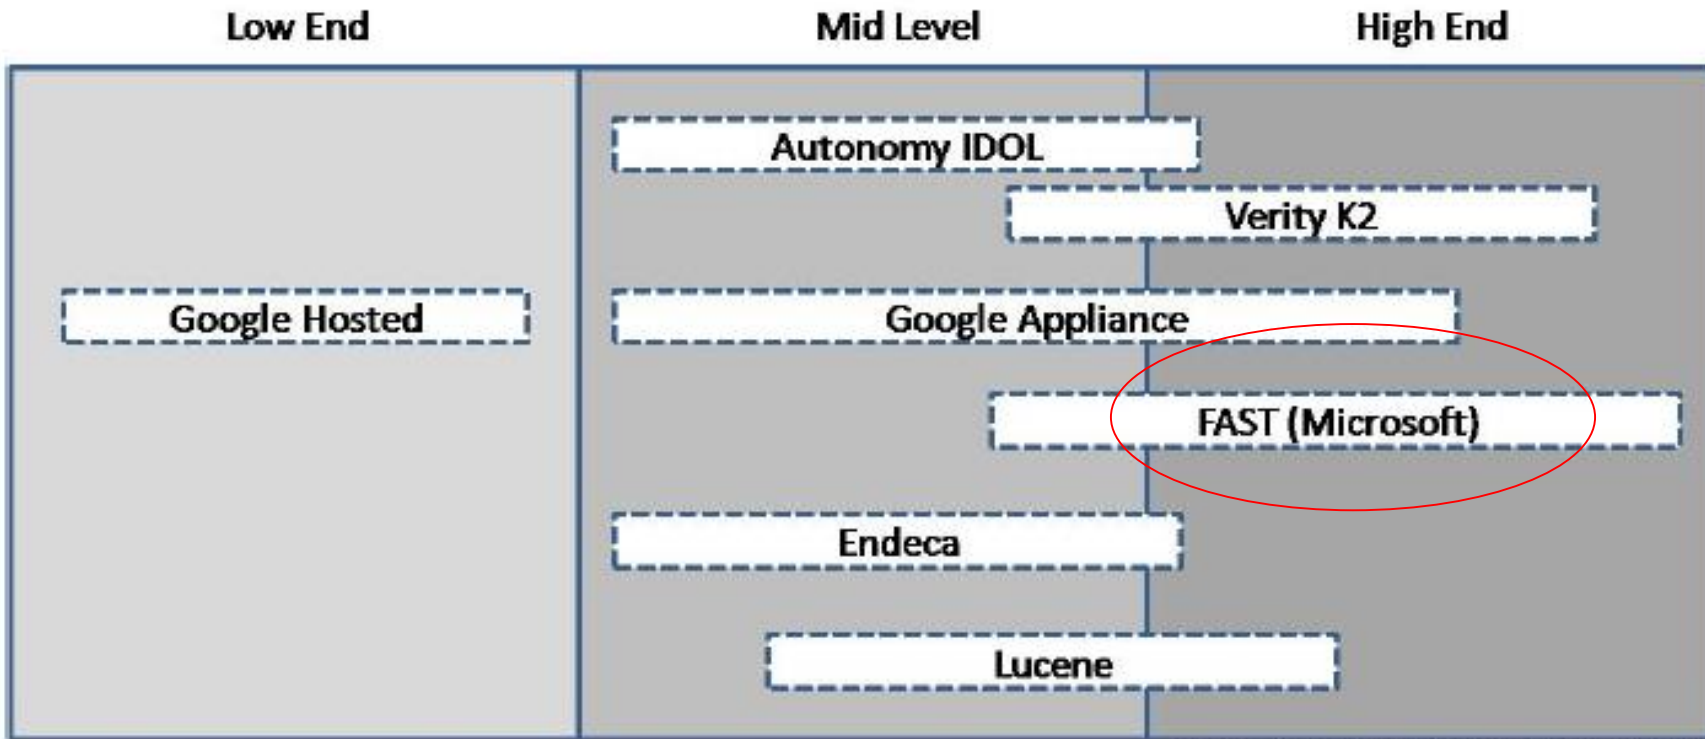 Low End
Mid Level
High End
Autonomy IDOL
Verity K2
Google Hosted
Google Appliance
FAST (Microsoft)
Endeca
Lucene